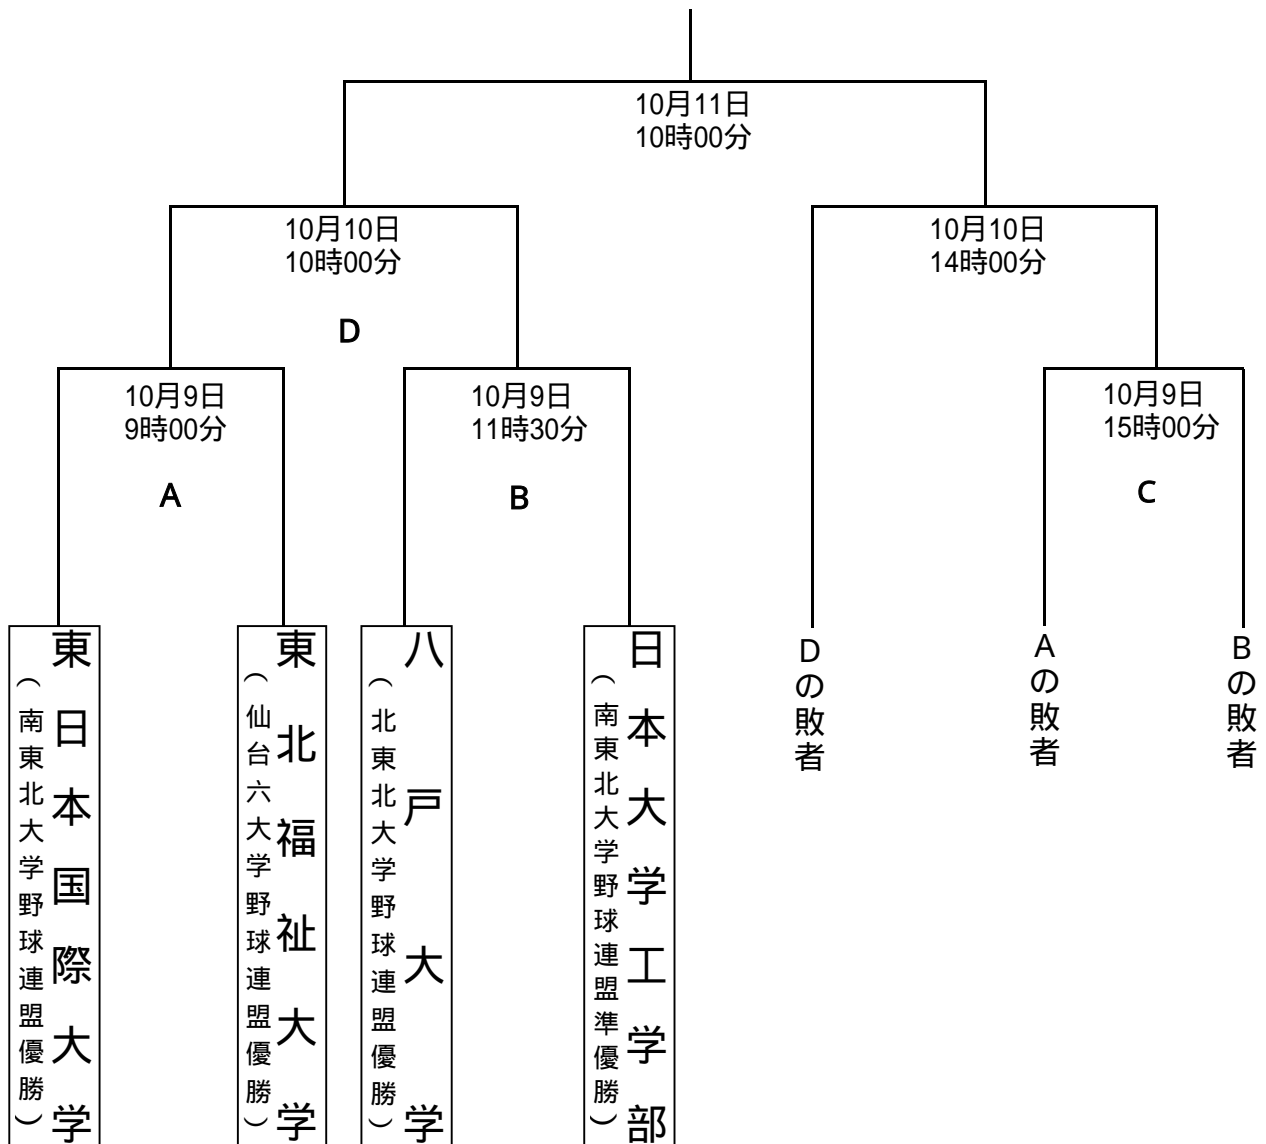 10月11日
10時00分
10月10日
10時00分
10月10日
14時00分
D
10月9日
9時00分
10月9日
11時30分
10月9日
15時00分
A
B
C
東日本国際大学
（南東北大学野球連盟優勝）
東北福祉大学
（仙台六大学野球連盟優勝）
八戸大学
（北東北大学野球連盟優勝）
日本大学工学部
（南東北大学野球連盟準優勝）
Dの敗者
Aの敗者
Bの敗者